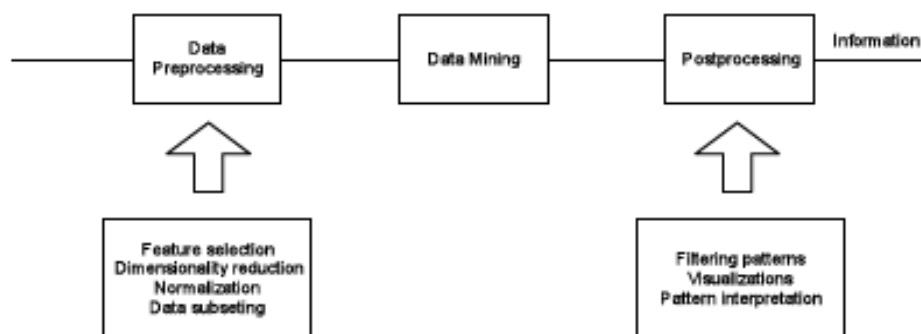 Data
Preprocessing
Data Mining
Postprocessing
Information
Feature selection
Dimensionality reduction
Normalization
Data subseting
Filtering patterns
Visualizations
Pattern interpretation